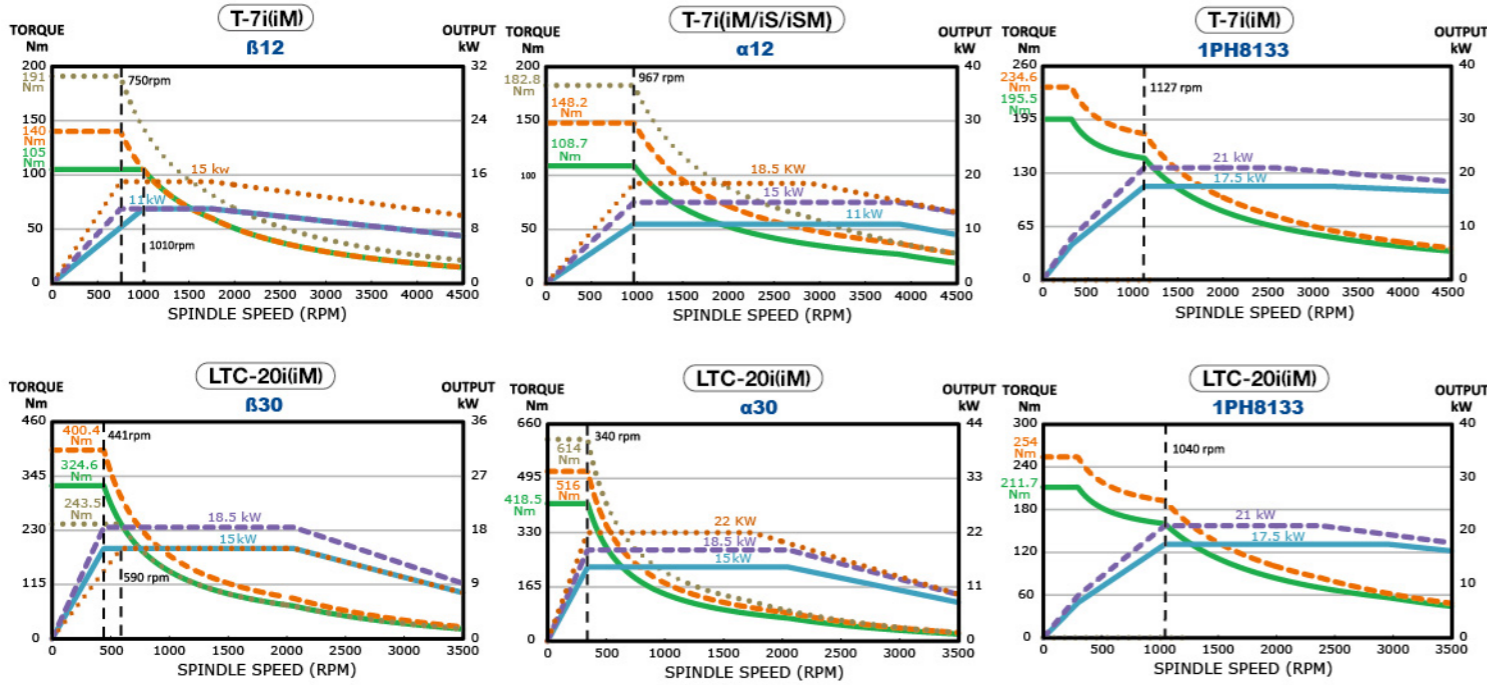 T-7i(iM)
TORQUE
Nm
ß12
OUTPUT
kW
200
191
Nm
150
140
Nm
105
Nm
100
50
0
750rpm
15 kw
11kW
1010rpm
32
24
16
8
0
0 500 1000 1500 2000 2500 3000 3500 4000 4500
SPINDLE SPEED (RPM)
T-7i(iM/iS/iSM)
TORQUE
Nm
α12
OUTPUT
kW
200
182.8
Nm
150
148.2
Nm
108.7
Nm
100
50
0
967 rpm
18.5 KW
15 kW
11kW
40
30
20
10
0
0 500 1000 1500 2000 2500 3000 3500 4000 4500
SPINDLE SPEED (RPM)
T-7i(iM)
TORQUE
Nm
1PH8133
OUTPUT
kW
260
234.6
Nm
195.5
Nm
195
130
65
0
1127 rpm
21 kW
17.5 kW
40
30
20
10
0
0 500 1000 1500 2000 2500 3000 3500 4000 4500
SPINDLE SPEED (RPM)
LTC-20i(iM)
TORQUE
Nm
ß30
OUTPUT
kW
460
400.4
Nm
345
324.6
Nm
243.5
Nm
230
115
0
441rpm
18.5 kW
15kW
590 rpm
36
27
18
9
0
0 500 1000 1500 2000 2500 3000 3500
SPINDLE SPEED (RPM)
LTC-20i(iM)
TORQUE
Nm
α30
OUTPUT
kW
660
614
Nm
495
516
Nm
418.5
330
165
0
340 rpm
22 KW
18.5 kW
15kW
44
33
22
11
0
0 500 1000 1500 2000 2500 3000 3500
SPINDLE SPEED (RPM)
LTC-20i(iM)
TORQUE
Nm
1PH8133
OUTPUT
kW
300
254
Nm
240
211.7
Nm
180
120
60
0
1040 rpm
21 kW
17.5 kW
40
30
20
10
0
0 500 1000 1500 2000 2500 3000 3500
SPINDLE SPEED (RPM)